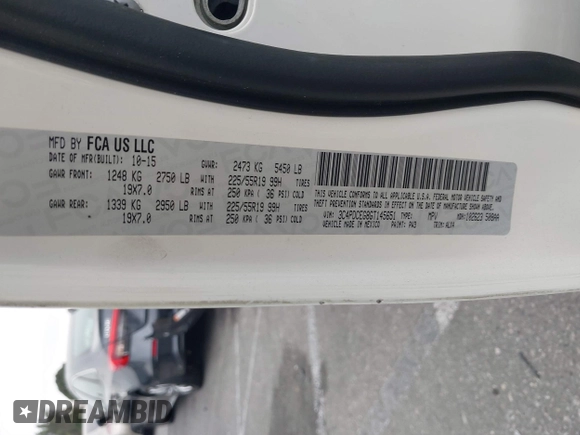 MFD BY FCA US LLC
DATE OF MFR(BUILT): 10-15 GVWR: 2473 KG 5450 LB
GAWR FRONT: 1248 KG 2750 LB WITH 225/55R19 99H TIRES
19X7.0 RIMS AT 250 KPA ( 36 PSI) COLD
GAWR REAR: 1339 KG 2950 LB WITH 225/55R19 99H TIRES
19X7.0 RIMS AT 250 KPA ( 36 PSI) COLD
THIS VEHICLE CONFORMS TO ALL APPLICABLE U.S.A. FEDERAL MOTOR VEHICLE SAFETY AND
THEFT PREVENTION STANDARDS IN EFFECT ON THE DATE OF MANUFACTURE SHOWN ABOVE.
VIN: 3C4PDCEG8GT145651 TYPE: MPV MDH: 102623 508AA
VEHICLE MADE IN MEXICO PAINT: PW3 TRIM:
DREAMBID